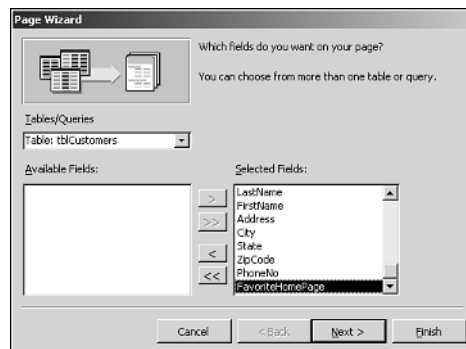 Page Wizard
Which fields do you want on your page?
You can choose from more than one table or query.
Tables/Queries
Table: tblCustomers
Available Fields:
Selected Fields:
LastName
FirstName
Address
City
State
ZipCode
PhoneNo
FavoriteHomePage
>
>>
<
<<
Cancel
< Back
Next >
Finish